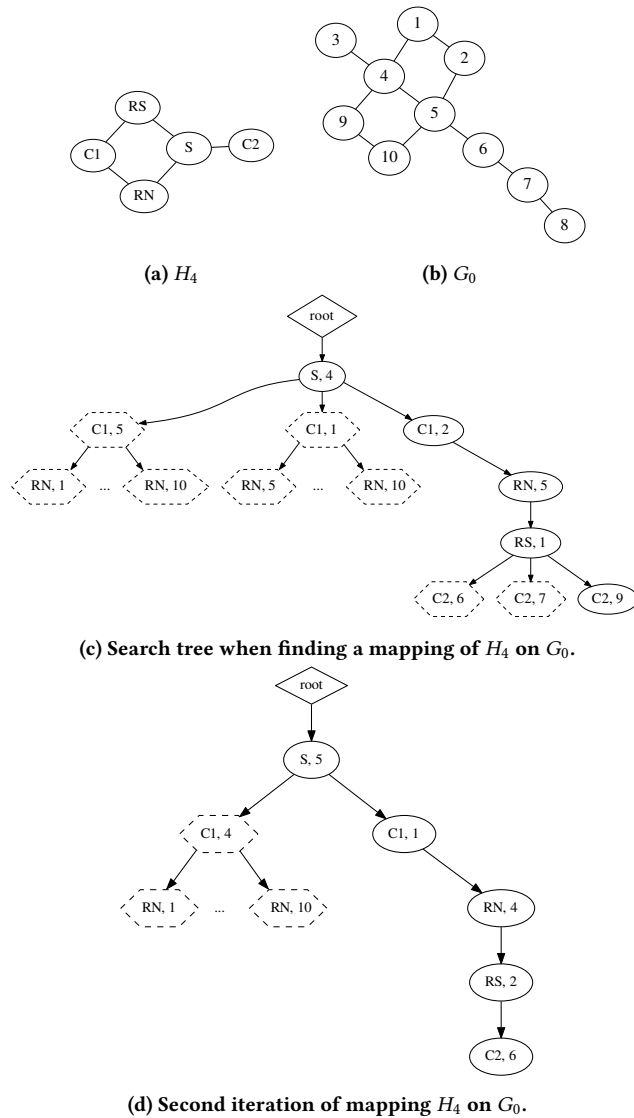 1
3
2
RS
4
5
9
C1
S
C2
6
10
RN
7
8
(a) H₄
(b) G₀
root
S, 4
C1, 5
C1, 1
C1, 2
RN, 1 ... RN, 10
RN, 5 ... RN, 10
RN, 5
RS, 1
C2, 6
C2, 7
C2, 9
(c) Search tree when finding a mapping of H₄ on G₀.
root
S, 5
C1, 4
C1, 1
RN, 1 ... RN, 10
RN, 4
RS, 2
C2, 6
(d) Second iteration of mapping H₄ on G₀.